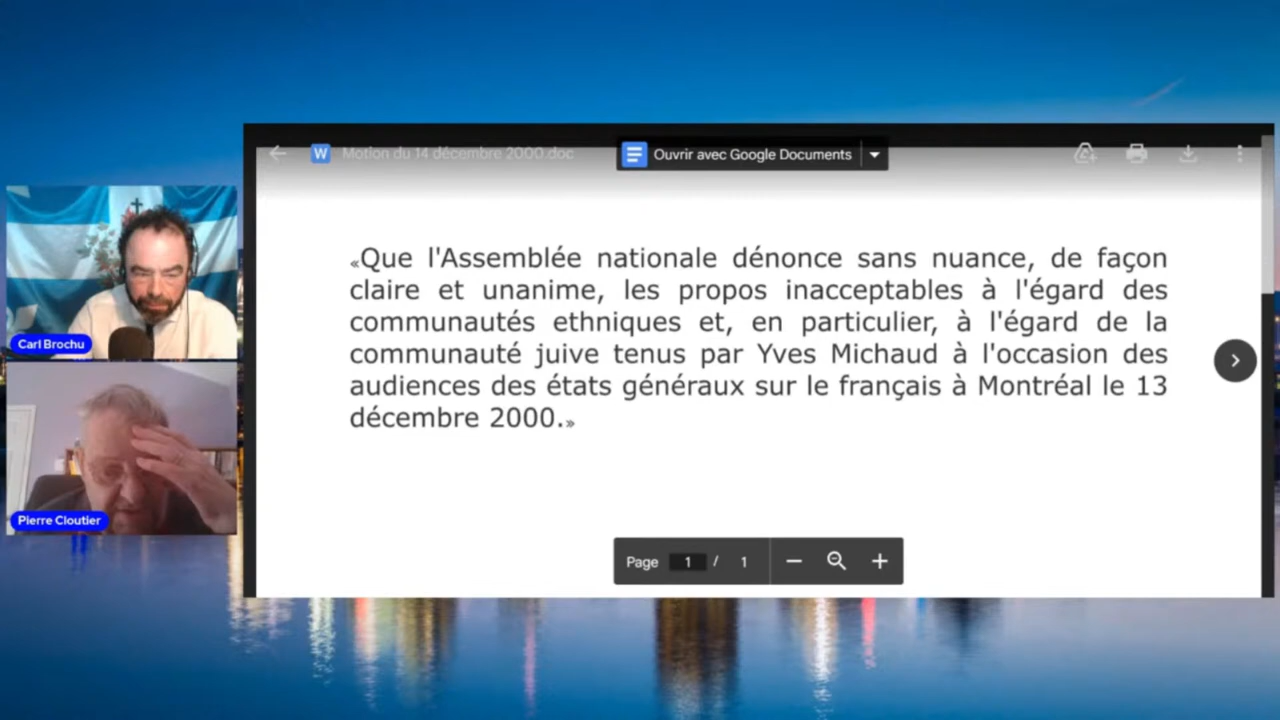 W Motion du 14 décembre 2000.doc
Ouvrir avec Google Documents
«Que l'Assemblée nationale dénonce sans nuance, de façon
claire et unanime, les propos inacceptables à l'égard des
communautés ethniques et, en particulier, à l'égard de la
communauté juive tenus par Yves Michaud à l'occasion des
audiences des états généraux sur le français à Montréal le 13
décembre 2000.»
Carl Brochu
Pierre Cloutier
Page 1 / 1